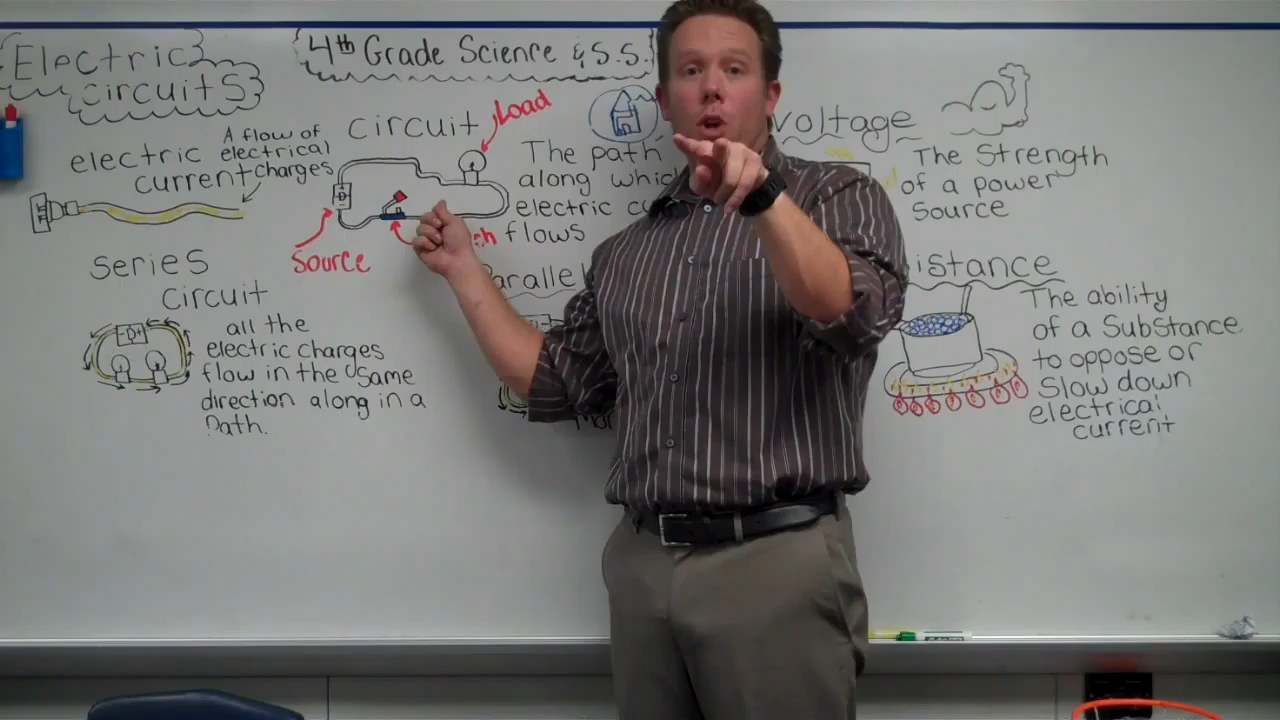 Electric
circuits
4th Grade Science & S.S.
electric
current
A flow of
electrical
charges
circuit
Load
Source
The path
along which
electric
flows
voltage
The Strength
of a power
Source
Series
circuit
all the
electric charges
flow in the same
direction along in a
path.
Parallel
The ability
of a Substance
to oppose or
Slow down
electrical
current